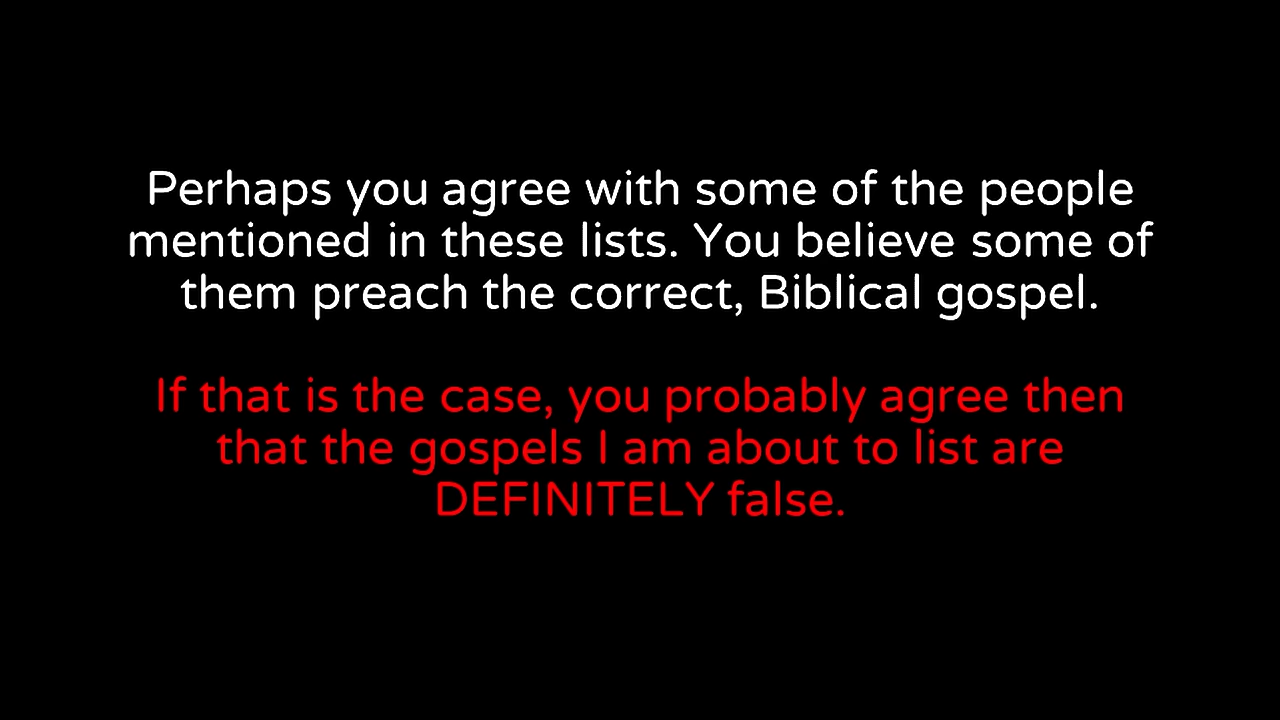 Perhaps you agree with some of the people
mentioned in these lists. You believe some of
them preach the correct, Biblical gospel.
If that is the case, you probably agree then
that the gospels I am about to list are
DEFINITELY false.